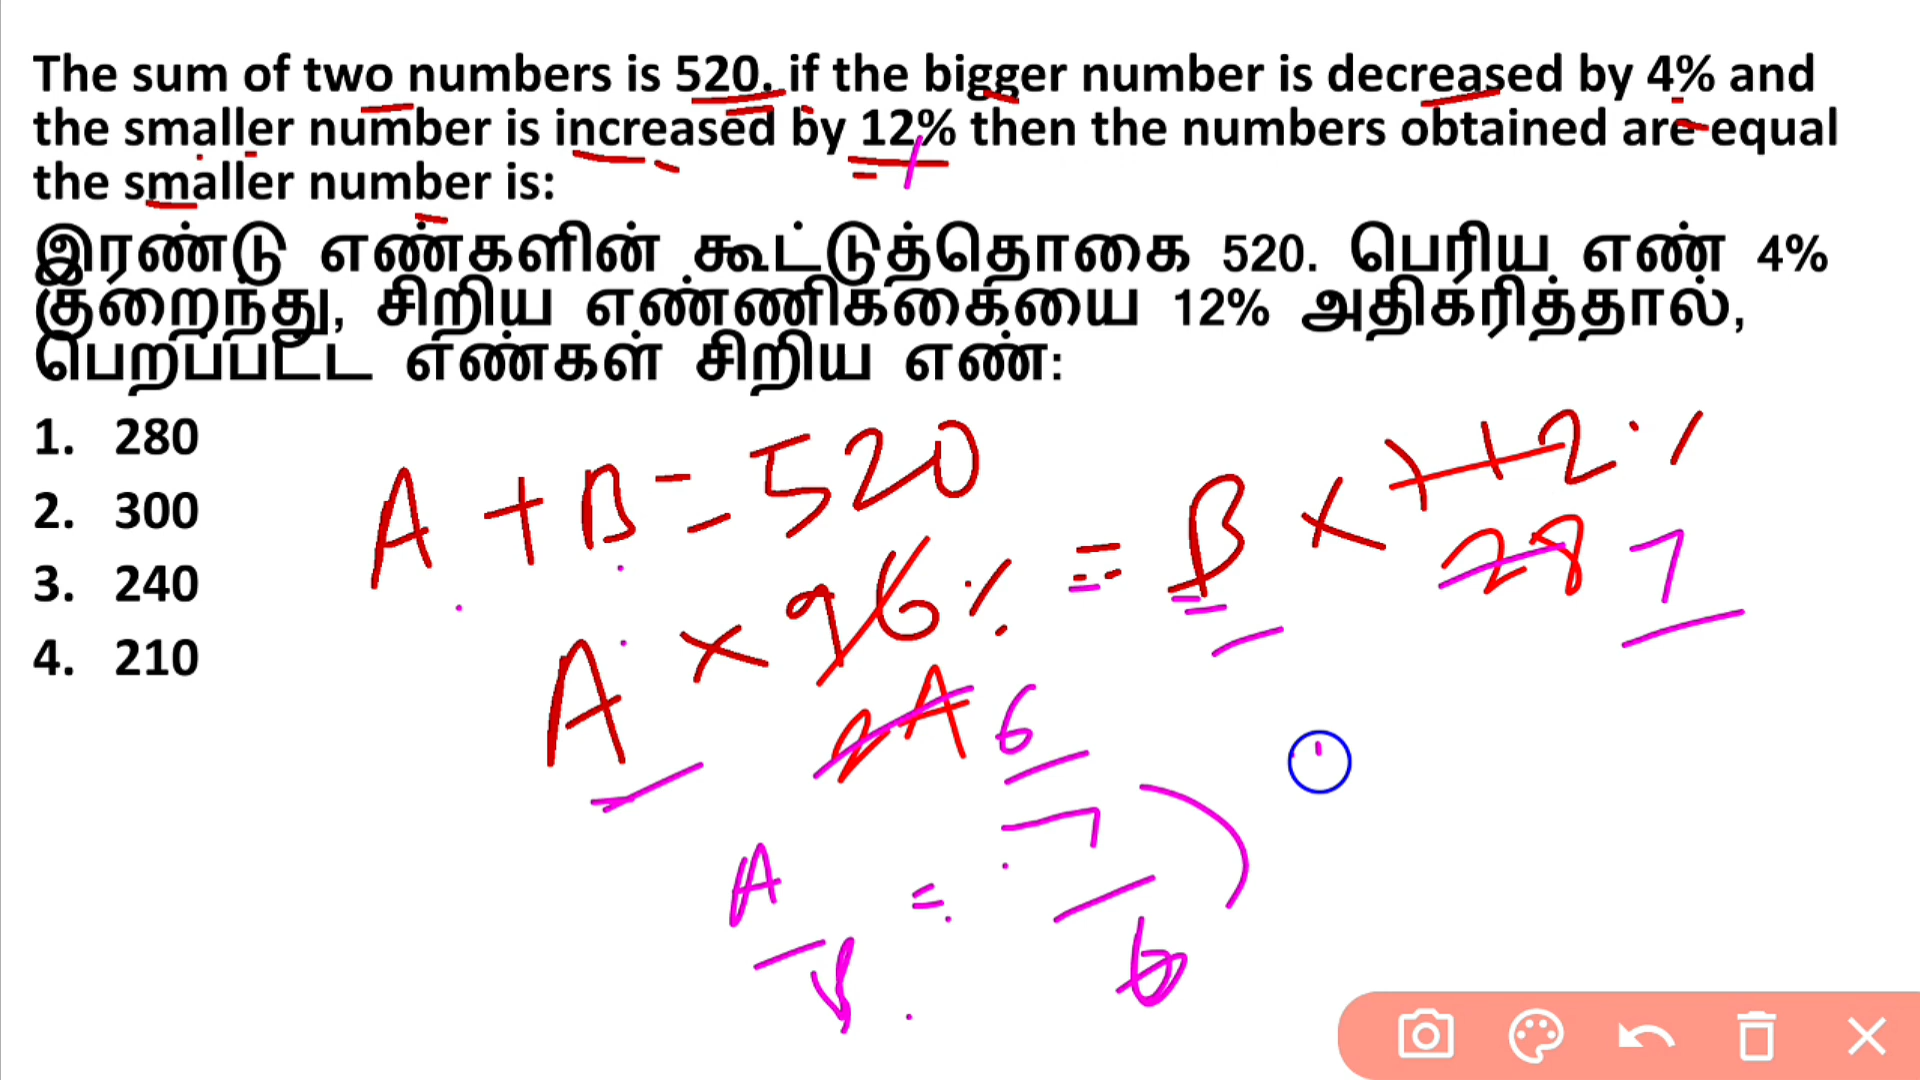 The sum of two numbers is 520. if the bigger number is decreased by 4% and
the smaller number is increased by 12% then the numbers obtained are equal
the smaller number is:
இரண்டு எண்களின் கூட்டுத்தொகை 520. பெரிய எண் 4%
குறைந்து, சிறிய எண்ணிக்கையை 12% அதிகரித்தால்,
பெறப்பட்ட எண்கள் சிறிய எண்:
1. 280
2. 300
3. 240
4. 210
A + B = 520
A × 96% = B × 112%
28 7
24 6
A/B = 7/6